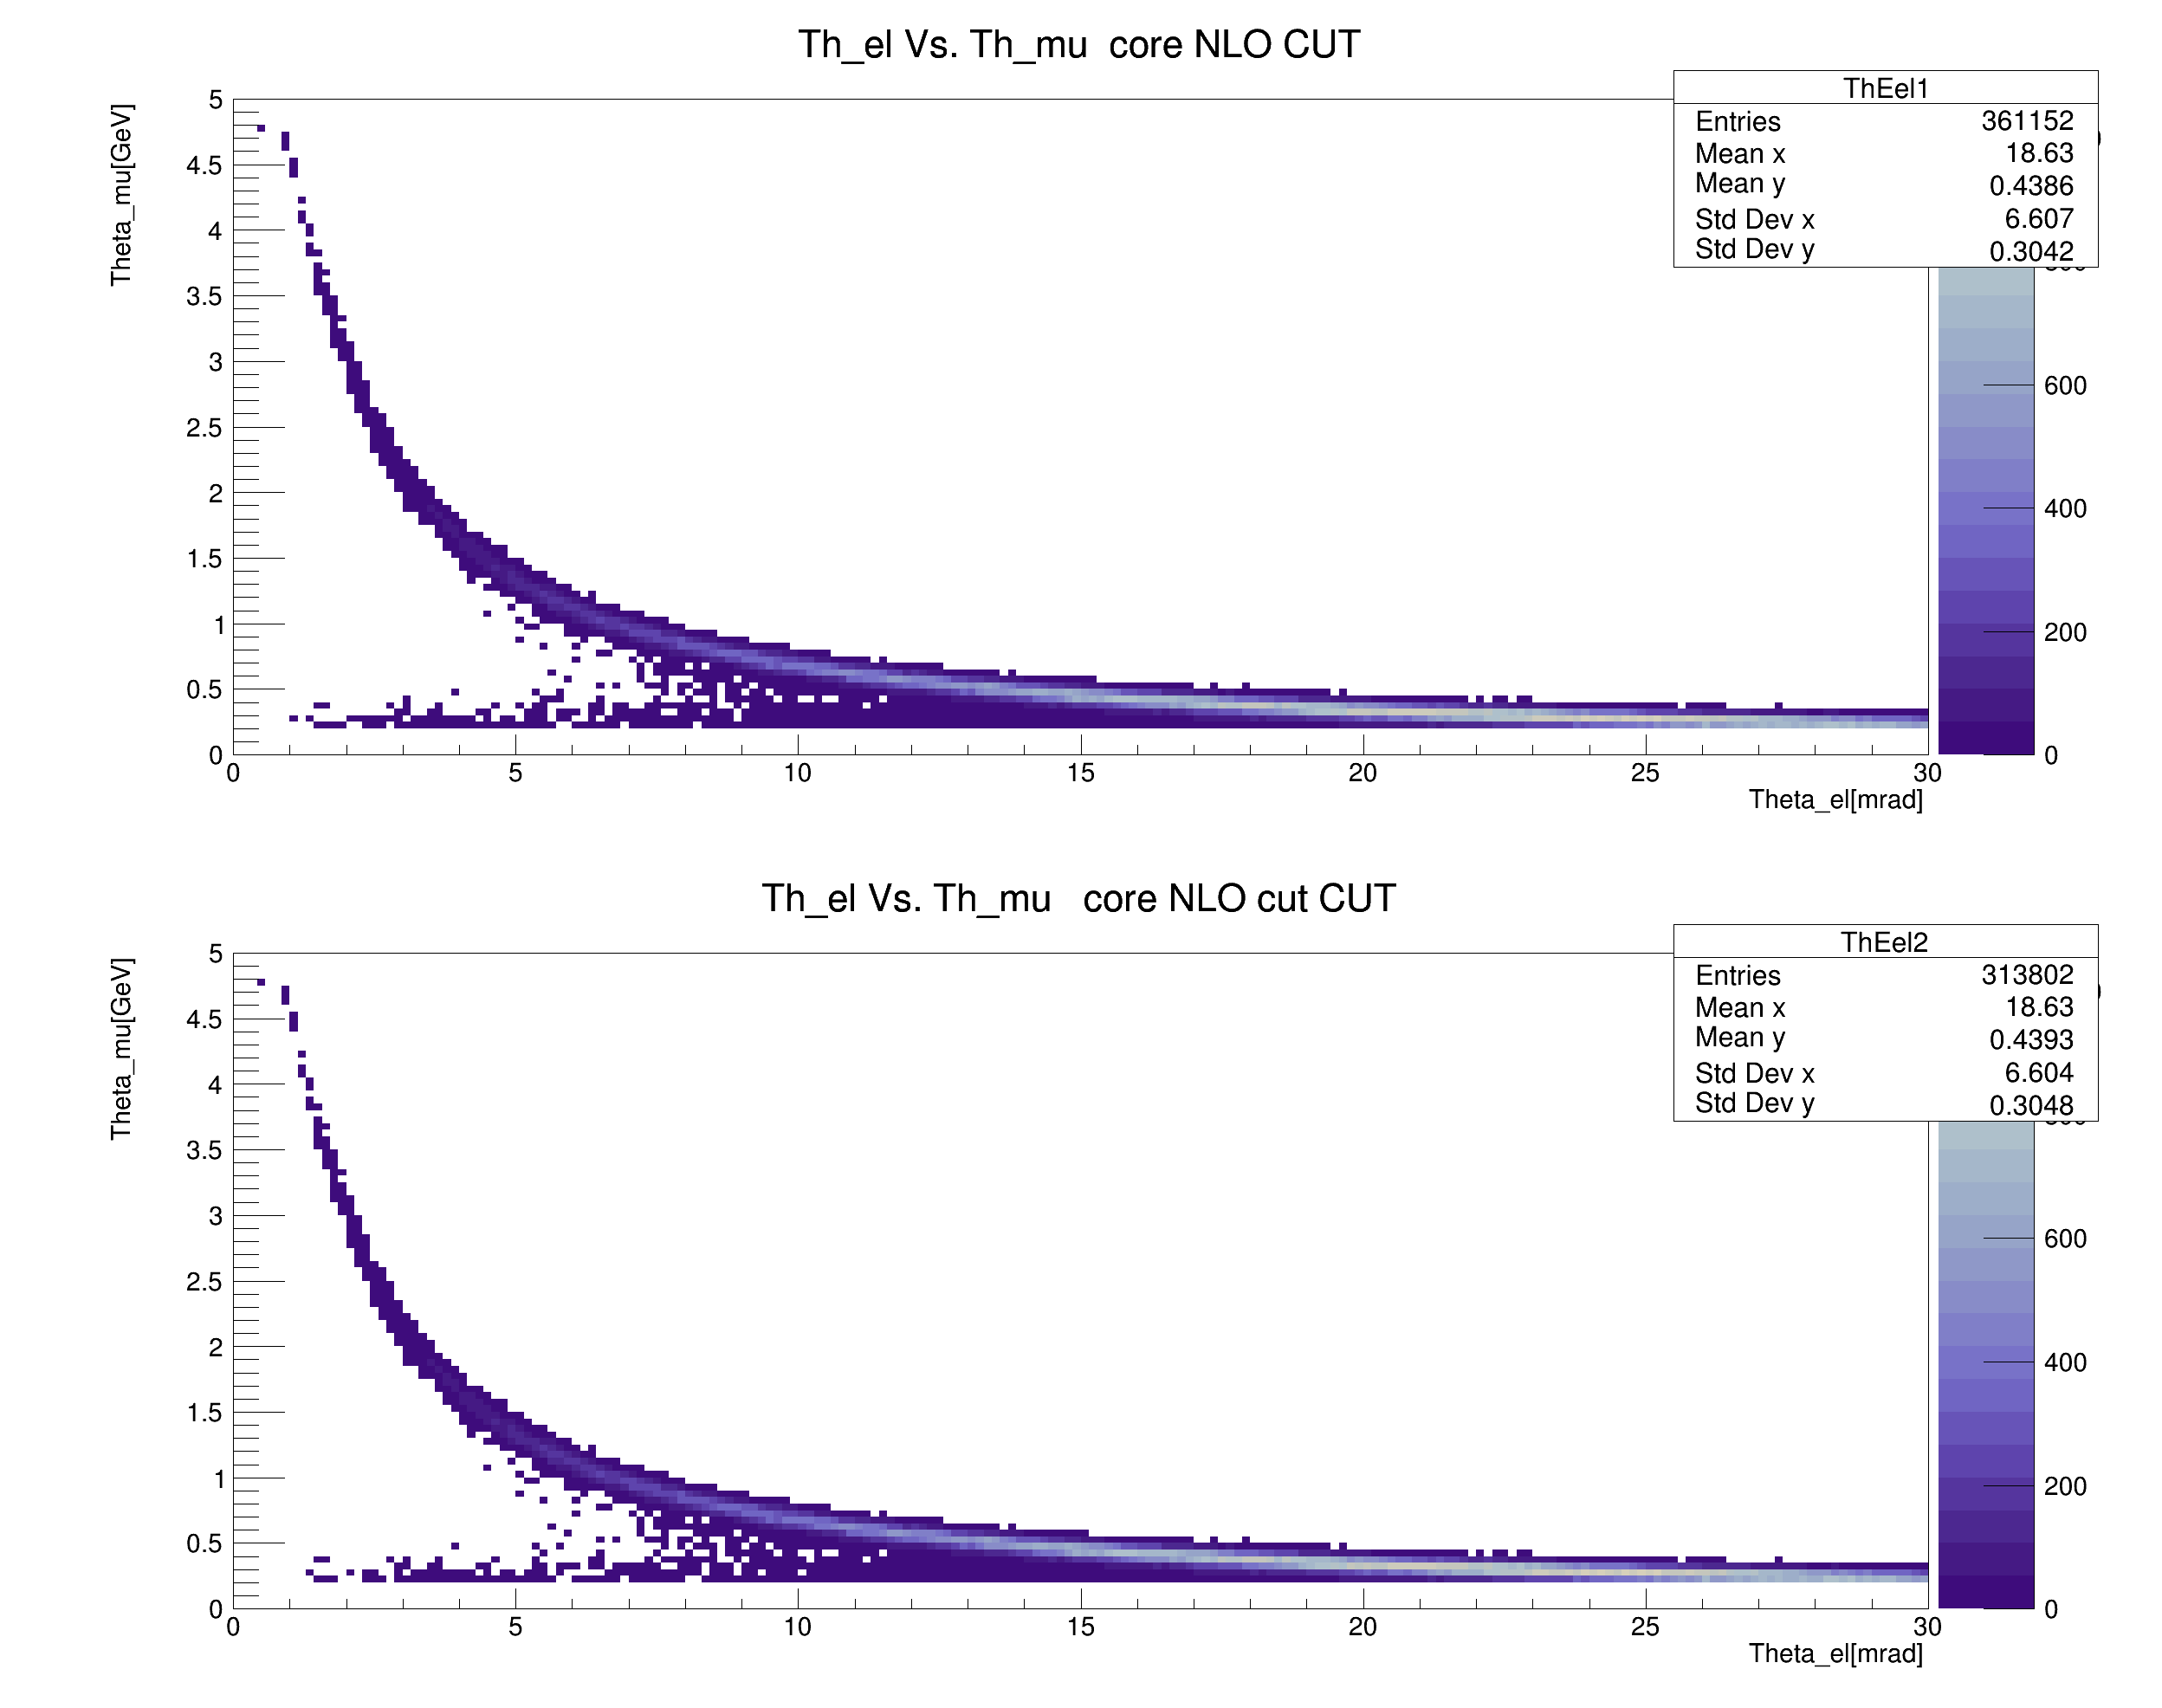 Th_el Vs. Th_mu  core NLO CUT
ThEel1
Entries 361152
Mean x 18.63
Mean y 0.4386
Std Dev x 6.607
Std Dev y 0.3042
Theta_mu[GeV]
5
4.5
4
3.5
3
2.5
2
1.5
1
0.5
0
0 5 10 15 20 25 30
Theta_el[mrad]
600
400
200
0
Th_el Vs. Th_mu   core NLO cut CUT
ThEel2
Entries 313802
Mean x 18.63
Mean y 0.4393
Std Dev x 6.604
Std Dev y 0.3048
Theta_mu[GeV]
5
4.5
4
3.5
3
2.5
2
1.5
1
0.5
0
0 5 10 15 20 25 30
Theta_el[mrad]
600
400
200
0